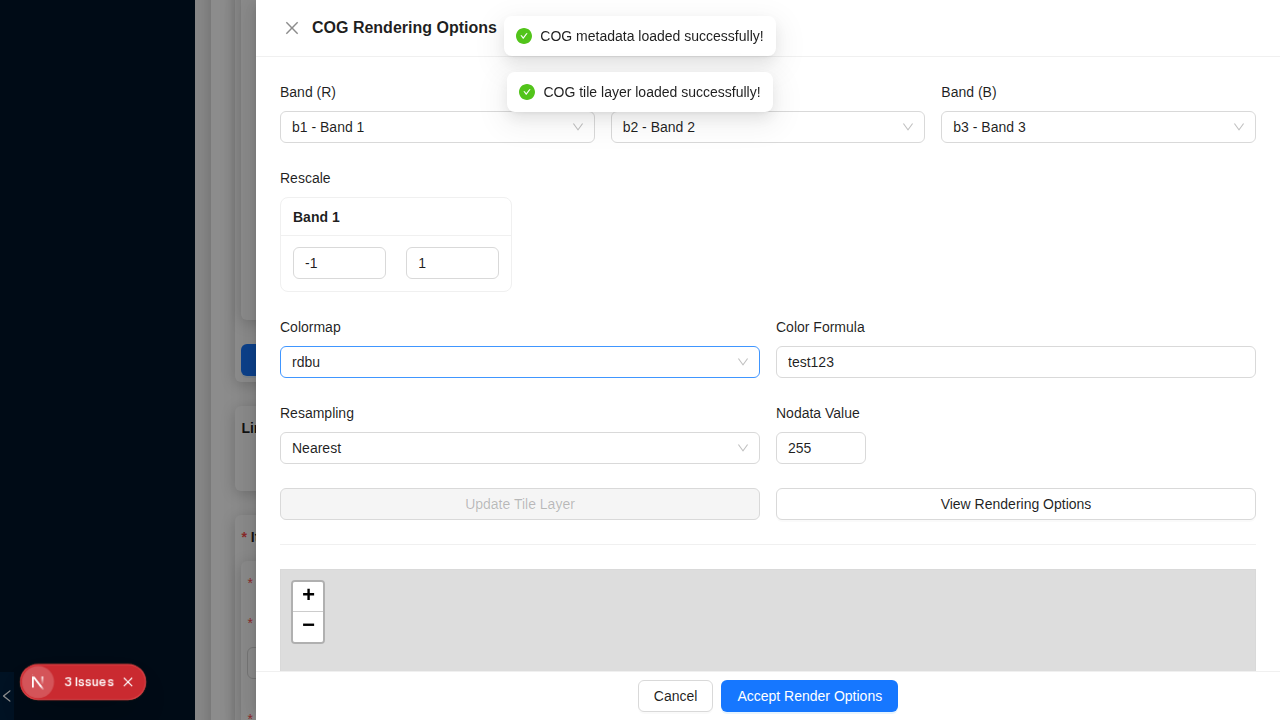 COG Rendering Options
COG metadata loaded successfully!
COG tile layer loaded successfully!
Band (R)
Band (B)
b1 - Band 1
b2 - Band 2
b3 - Band 3
Rescale
Band 1
-1
1
Colormap
Color Formula
rdbu
test123
Resampling
Nodata Value
Nearest
255
Update Tile Layer
View Rendering Options
+
−
3 Issues
Cancel
Accept Render Options